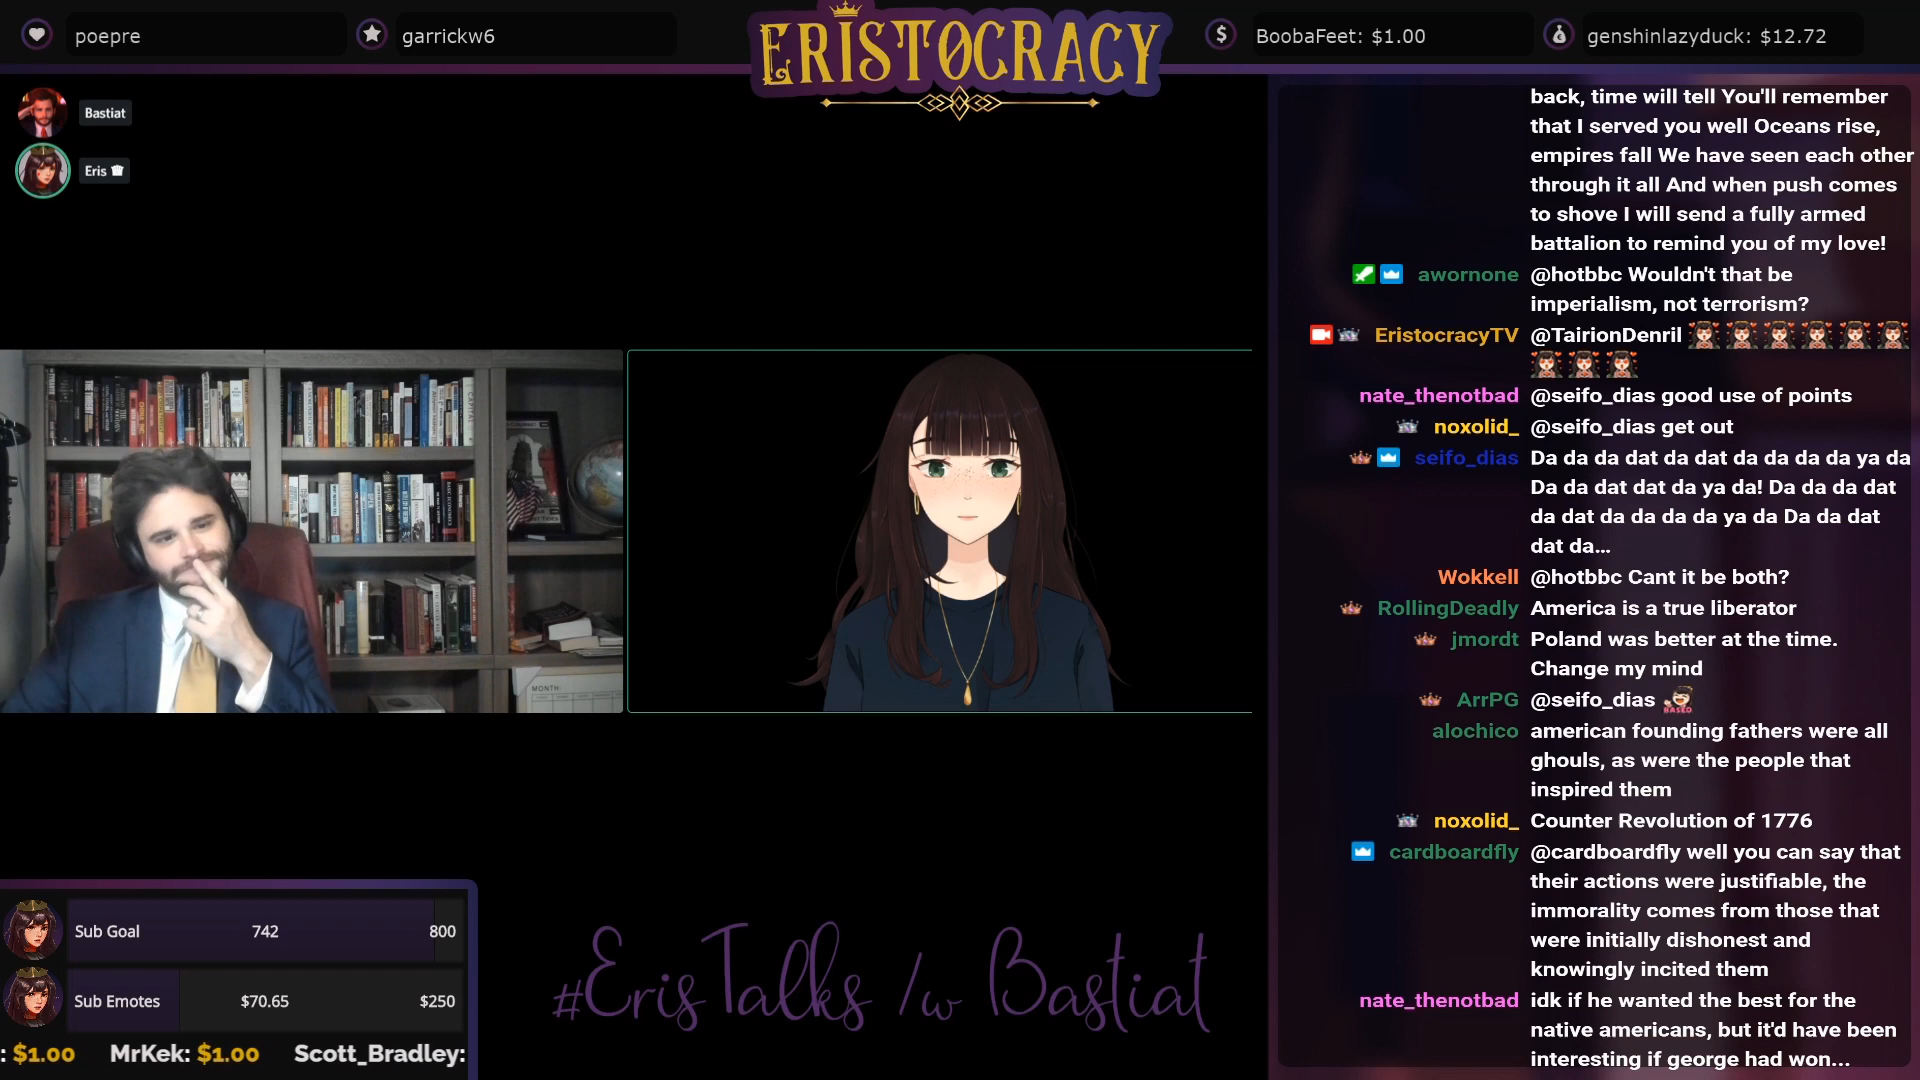 poepre
garrickw6
ERISTOCRACY
$
BoobaFeet: $1.00
genshinlazyduck: $12.72
Bastiat
Eris
back, time will tell You'll remember
that I served you well Oceans rise,
empires fall We have seen each other
through it all And when push comes
to shove I will send a fully armed
battalion to remind you of my love!
awornone @hotbbc Wouldn't that be
imperialism, not terrorism?
EristocracyTV @TairionDenril
nate_thenotbad @seifo_dias good use of points
noxolid_ @seifo_dias get out
seifo_dias Da da da dat da dat da da da da ya da
Da da dat dat da ya da! Da da da dat
da dat da da da da ya da Da da dat
dat da...
Wokkell @hotbbc Cant it be both?
RollingDeadly America is a true liberator
jmordt Poland was better at the time.
Change my mind
ArrPG @seifo_dias BASED
alochico american founding fathers were all
ghouls, as were the people that
inspired them
noxolid_ Counter Revolution of 1776
cardboardfly @cardboardfly well you can say that
their actions were justifiable, the
immorality comes from those that
were initially dishonest and
knowingly incited them
nate_thenotbad idk if he wanted the best for the
native americans, but it'd have been
interesting if george had won...
MONTH:
Sub Goal 742 800
Sub Emotes $70.65 $250
: $1.00 MrKek: $1.00 Scott_Bradley:
#ErisTalks /w Bastiat